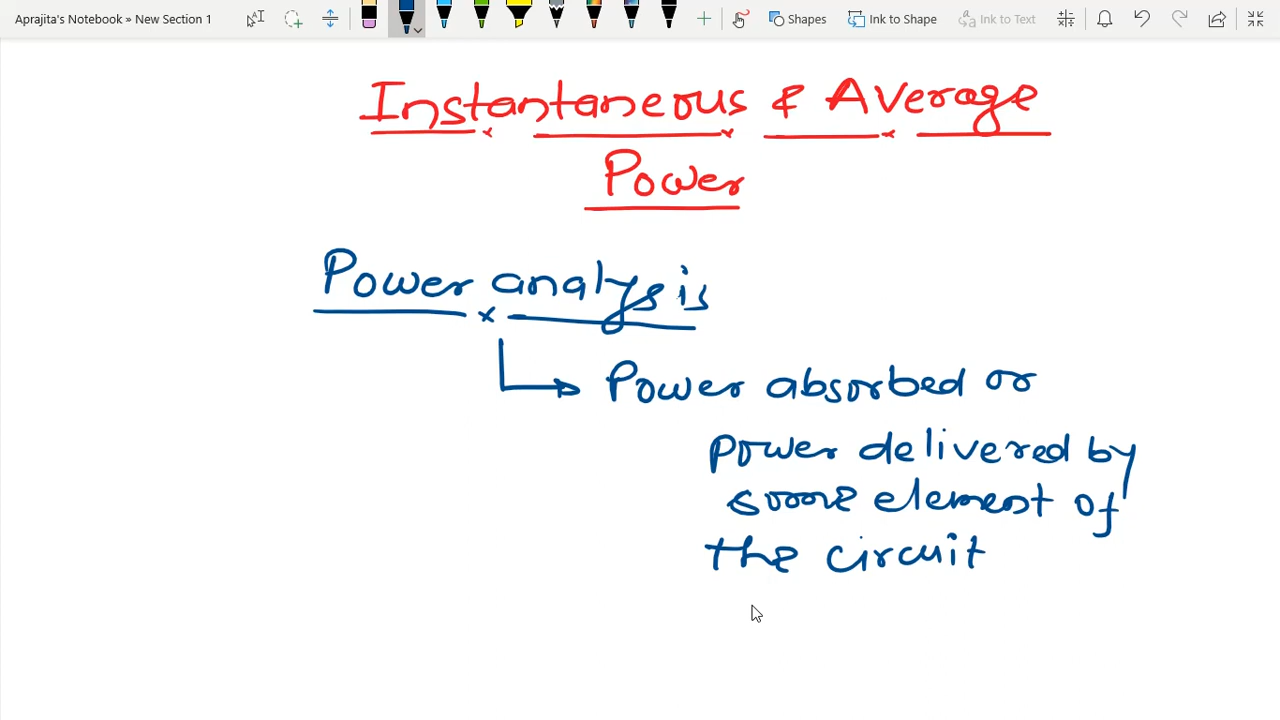 Aprajita's Notebook » New Section 1
Shapes
Ink to Shape
Ink to Text
Instantaneous & Average
Power
Power analysis
Power absorbed or
power delivered by
some element of
the circuit